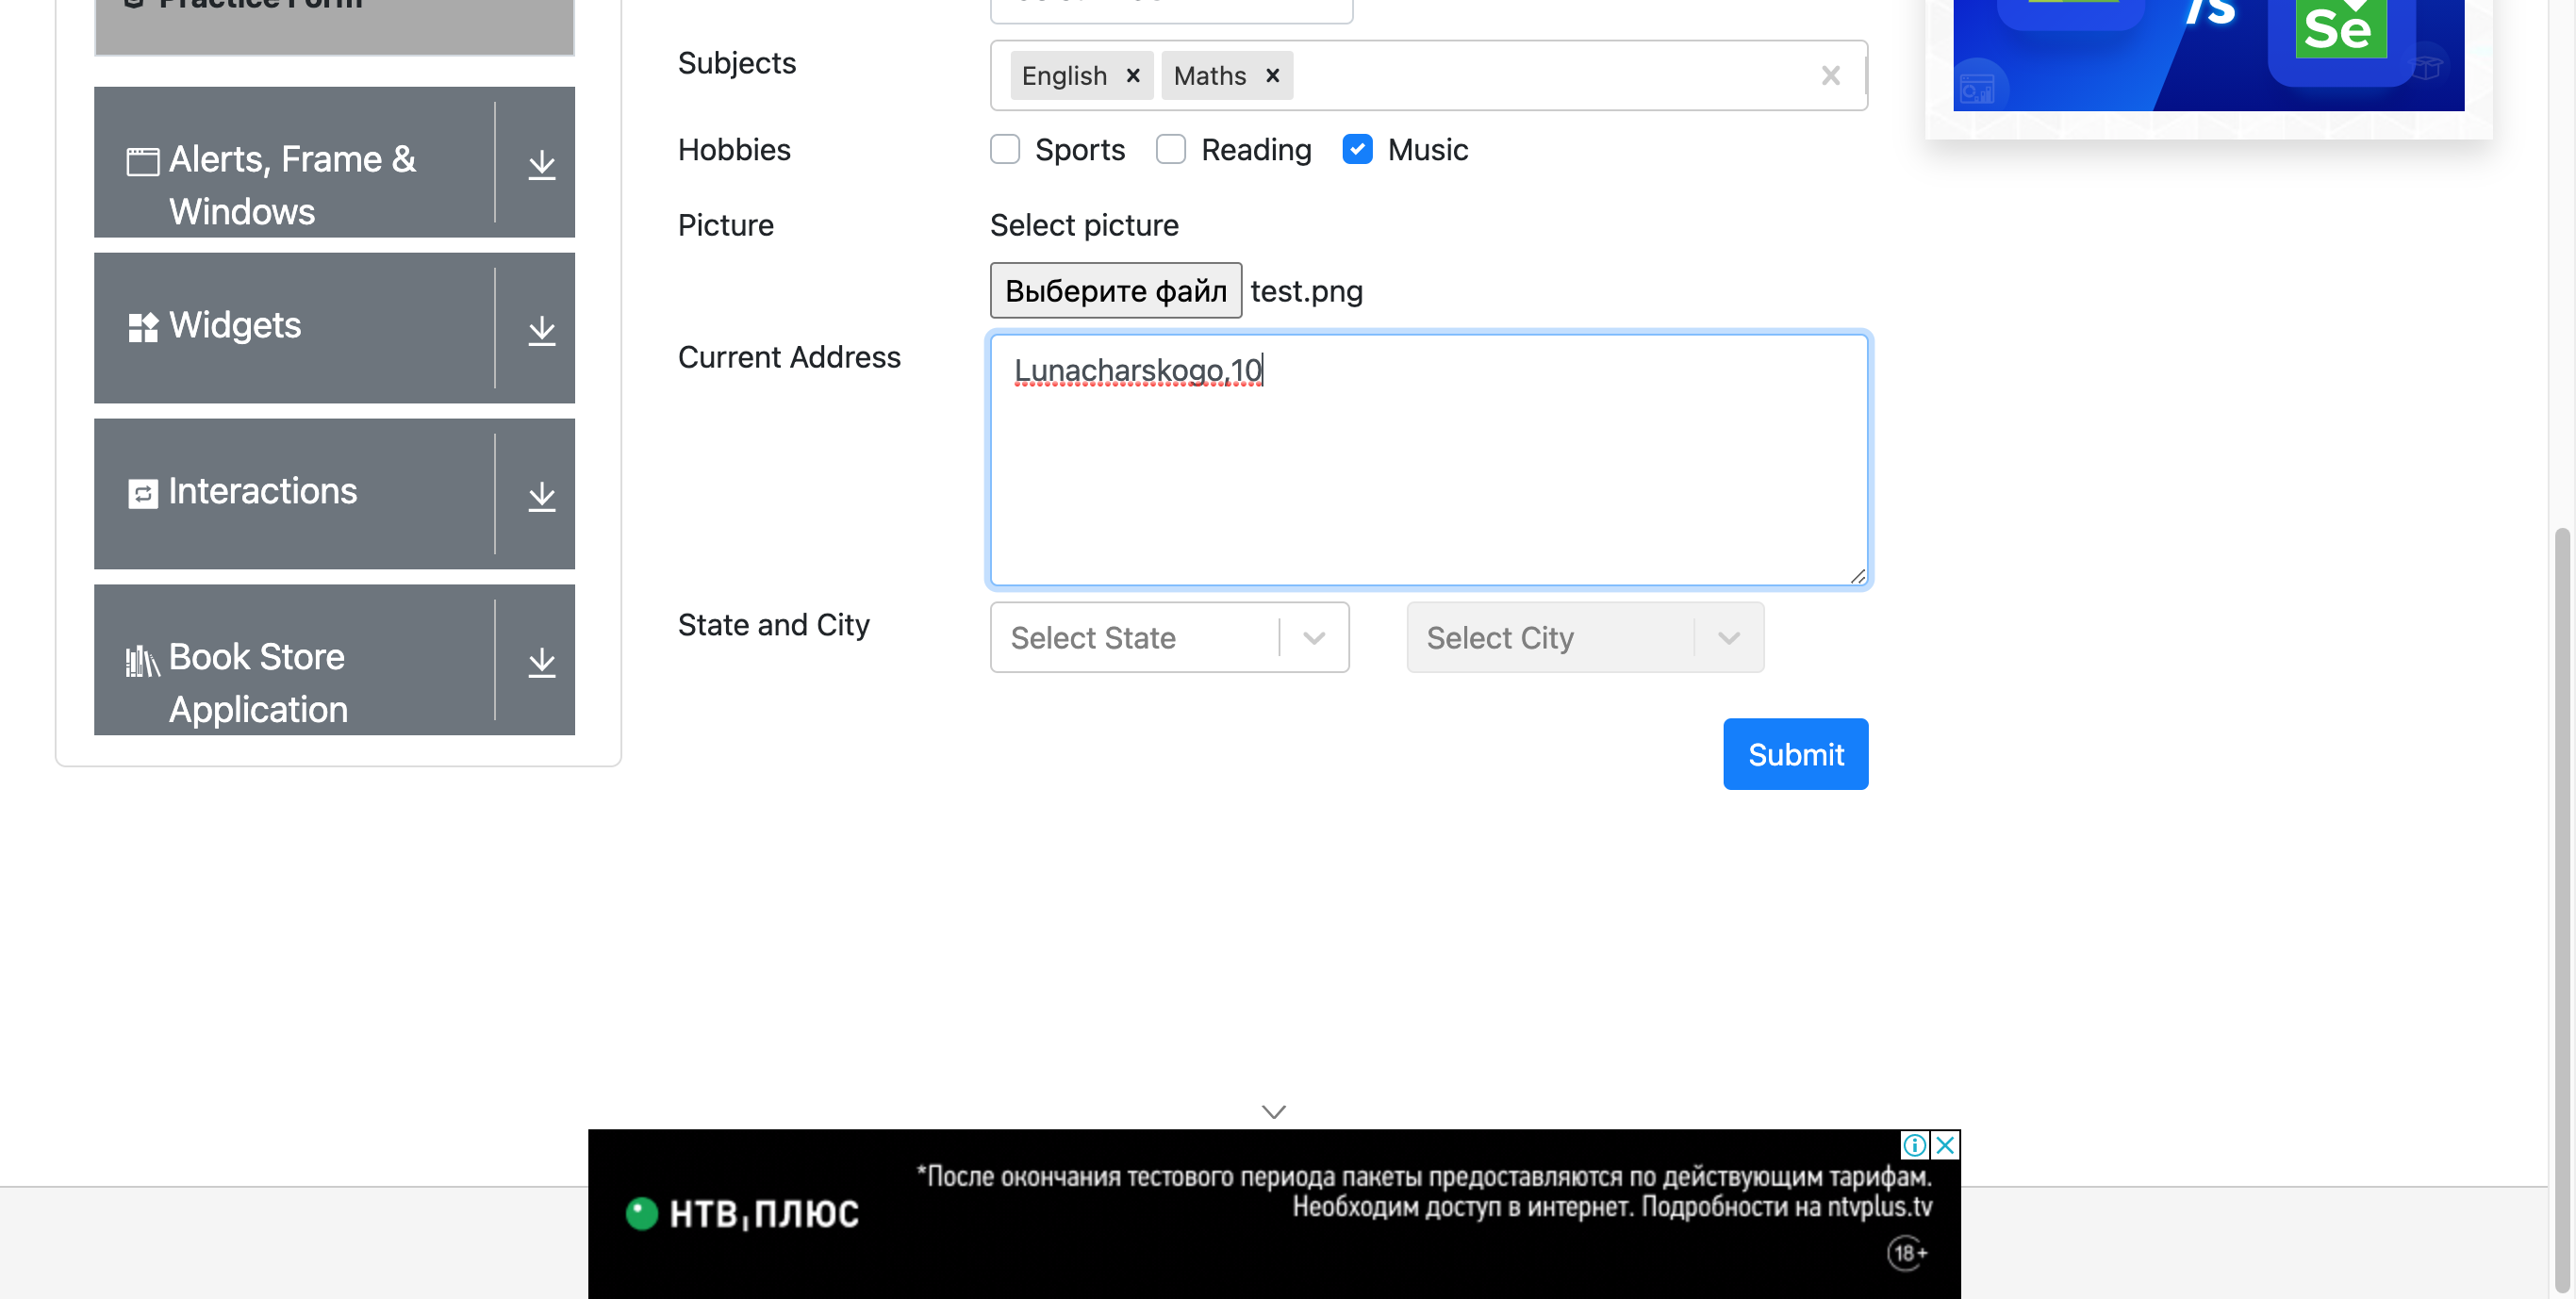 Practice Form
Alerts, Frame &
Windows
Widgets
Interactions
Book Store
Application
Subjects
English Maths
Hobbies
Sports Reading Music
Picture
Select picture
Выберите файл test.png
Current Address
Lunacharskogo,10
State and City
Select State Select City
Submit
VS
Se
*После окончания тестового периода пакеты предоставляются по действующим тарифам.
Необходим доступ в интернет. Подробности на ntvplus.tv
НТВ ПЛЮС
18+